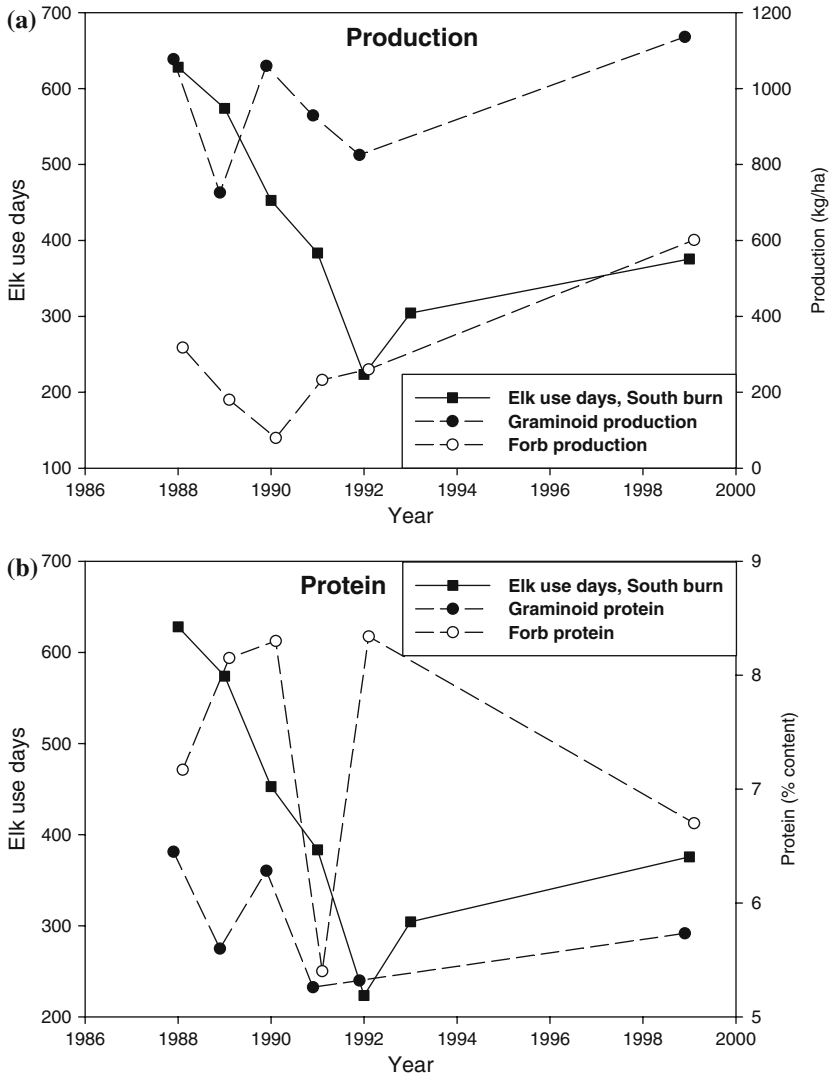 (a)
Production
700
600
500
400
300
200
100
Elk use days
1200
1000
800
600
400
200
0
Production (kg/ha)
Elk use days, South burn
Graminoid production
Forb production
1986 1988 1990 1992 1994 1996 1998 2000
Year
(b)
Protein
700
600
500
400
300
200
Elk use days
9
8
7
6
5
Protein (% content)
Elk use days, South burn
Graminoid protein
Forb protein
1986 1988 1990 1992 1994 1996 1998 2000
Year